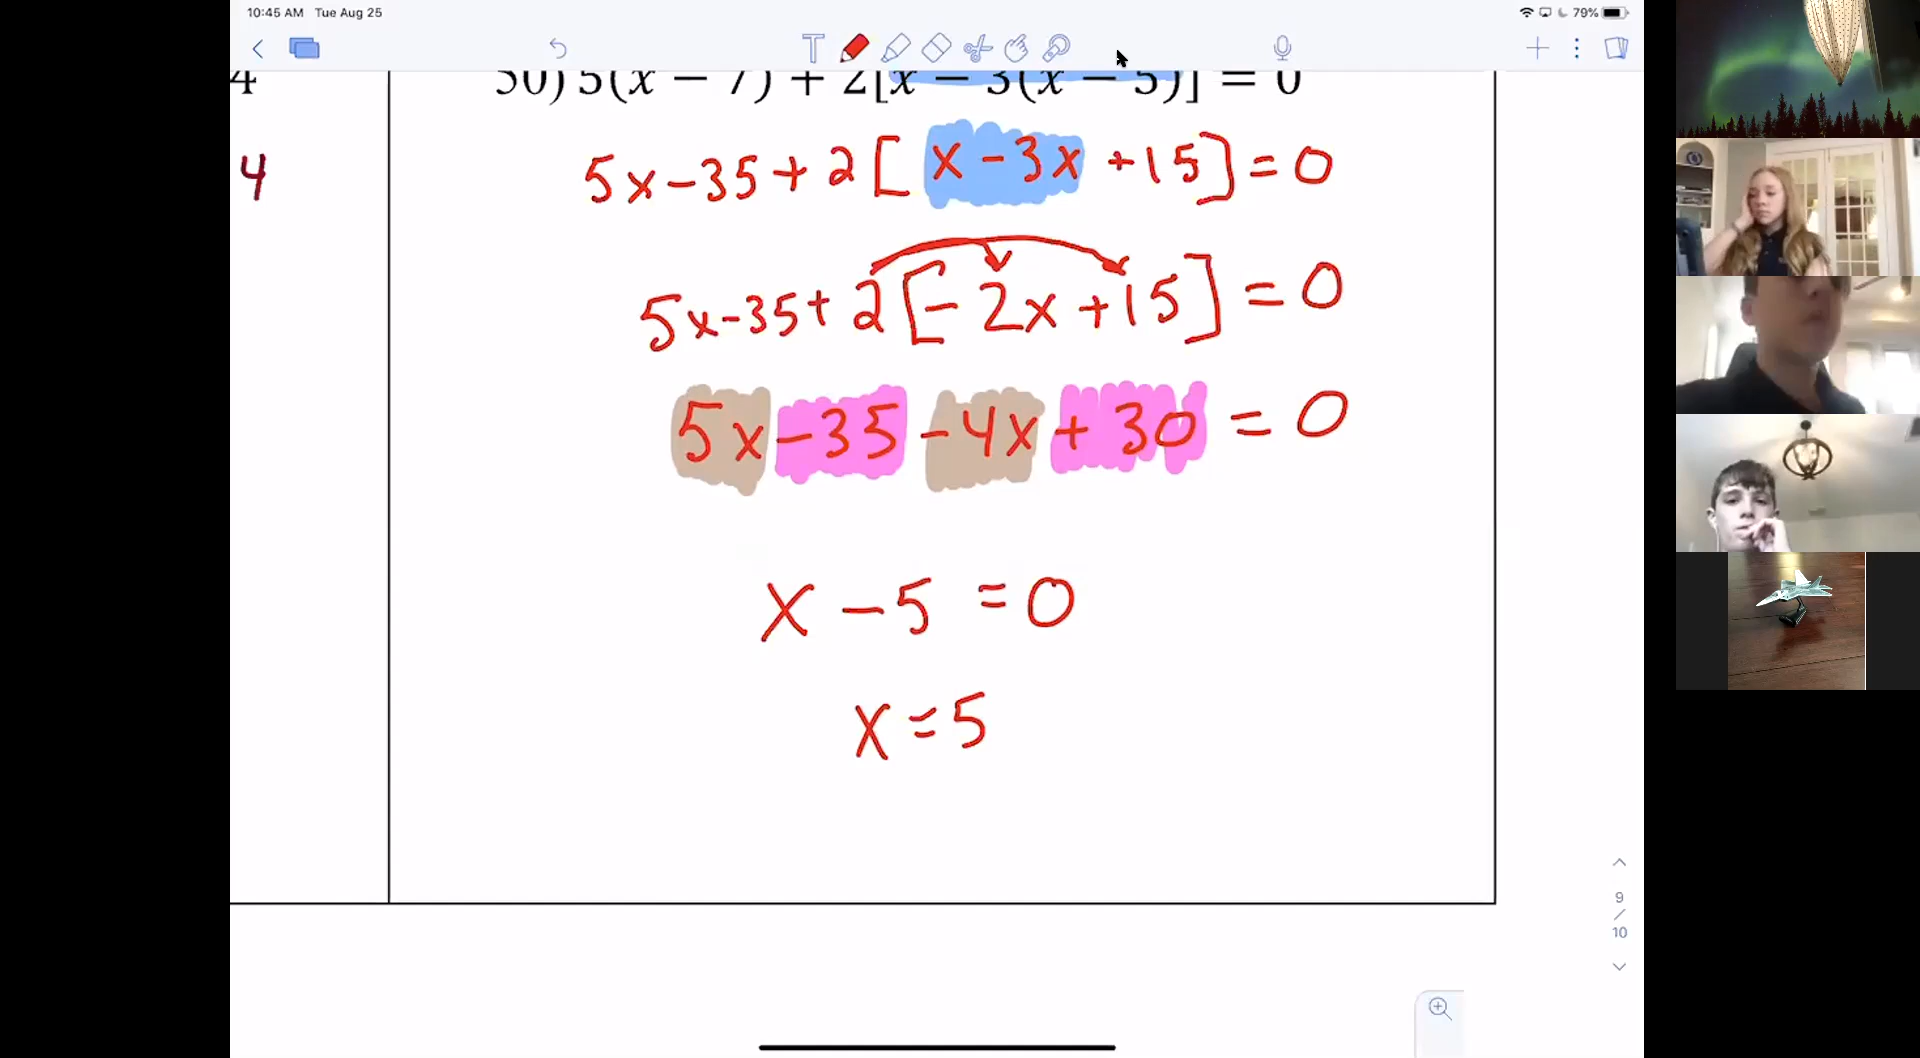 10:45 AM Tue Aug 25
79%
T
4
50) 5(x − 7) + 2[x − 3(x − 5)] = 0
4
5x-35+2[x-3x+15]=0
5x-35+2[-2x+15]=0
5x-35-4x+30=0
x-5=0
x=5
9
/
10